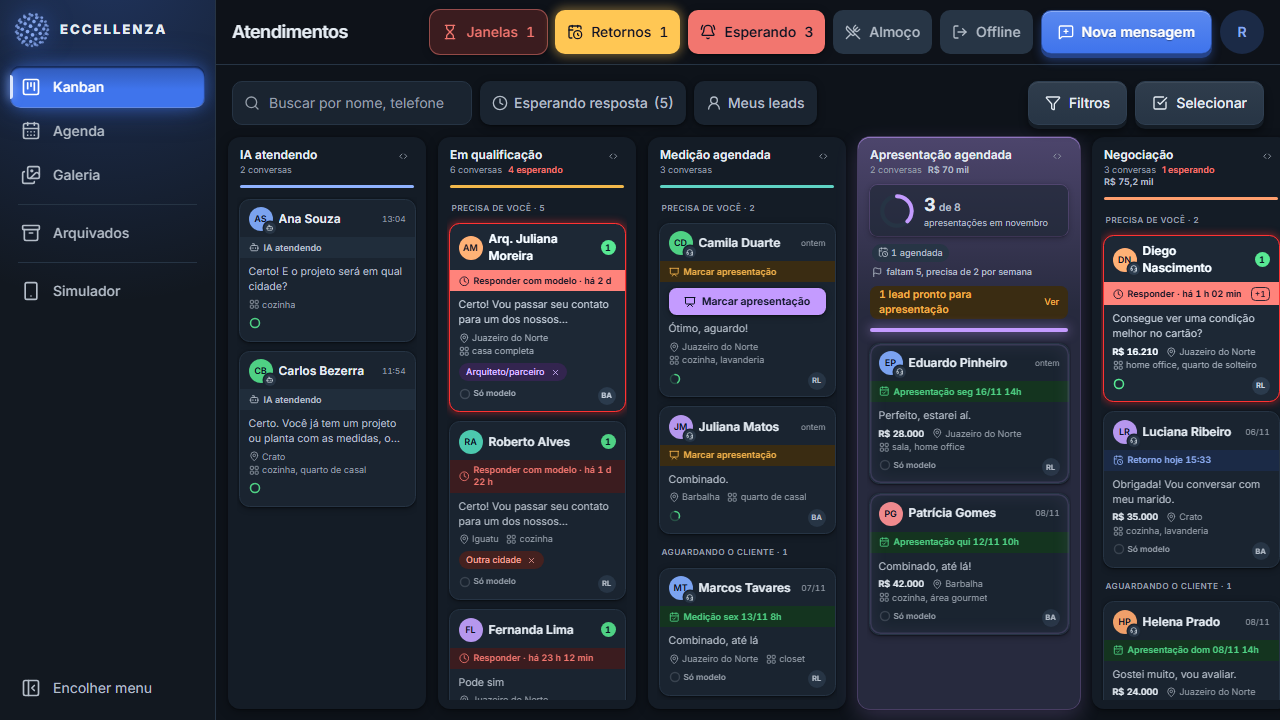 ECCELLENZA
Kanban
Agenda
Galeria
Arquivados
Simulador
Encolher menu
Atendimentos
Janelas 1
Retornos 1
Esperando 3
Almoço
Offline
Nova mensagem
R
Buscar por nome, telefone
Esperando resposta (5)
Meus leads
Filtros
Selecionar
IA atendendo
2 conversas
AS
Ana Souza
13:04
IA atendendo
Certo! E o projeto será em qual
cidade?
cozinha
CB
Carlos Bezerra
11:54
IA atendendo
Certo. Você já tem um projeto
ou planta com as medidas, o...
Crato
cozinha, quarto de casal
Em qualificação
6 conversas 4 esperando
PRECISA DE VOCÊ · 5
AM
Arq. Juliana
Moreira
1
Responder com modelo · há 2 d
Certo! Vou passar seu contato
para um dos nossos...
Juazeiro do Norte
casa completa
Arquiteto/parceiro ×
Só modelo
BA
RA
Roberto Alves
1
Responder com modelo · há 1 d
22 h
Certo! Vou passar seu contato
para um dos nossos...
Iguatu cozinha
Outra cidade ×
Só modelo
RL
FL
Fernanda Lima
1
Responder · há 23 h 12 min
Pode sim
Juazeiro do Norte
Medição agendada
3 conversas
PRECISA DE VOCÊ · 2
CD
Camila Duarte
ontem
Marcar apresentação
Marcar apresentação
Ótimo, aguardo!
Juazeiro do Norte
cozinha, lavanderia
RL
JM
Juliana Matos
ontem
Marcar apresentação
Combinado.
Barbalha quarto de casal
BA
AGUARDANDO O CLIENTE · 1
MT
Marcos Tavares
07/11
Medição sex 13/11 8h
Combinado, até lá
Juazeiro do Norte closet
Só modelo
RL
Apresentação agendada
2 conversas R$ 70 mil
3 de 8
apresentações em novembro
1 agendada
faltam 5, precisa de 2 por semana
1 lead pronto para
apresentação
Ver
EP
Eduardo Pinheiro
ontem
Apresentação seg 16/11 14h
Perfeito, estarei aí.
R$ 28.000 Juazeiro do Norte
sala, home office
Só modelo
RL
PG
Patrícia Gomes
08/11
Apresentação qui 12/11 10h
Combinado, até lá!
R$ 42.000 Barbalha
cozinha, área gourmet
Só modelo
BA
Negociação
3 conversas 1 esperando
R$ 75,2 mil
PRECISA DE VOCÊ · 2
DN
Diego
Nascimento
1
Responder · há 1 h 02 min +1
Consegue ver uma condição
melhor no cartão?
R$ 16.210 Juazeiro do Norte
home office, quarto de solteiro
RL
LR
Luciana Ribeiro
06/11
Retorno hoje 15:33
Obrigada! Vou conversar com
meu marido.
R$ 35.000 Crato
cozinha, lavanderia
Só modelo
BA
AGUARDANDO O CLIENTE · 1
HP
Helena Prado
08/11
Apresentação dom 08/11 14h
Gostei muito, vou avaliar.
R$ 24.000 Juazeiro do Norte